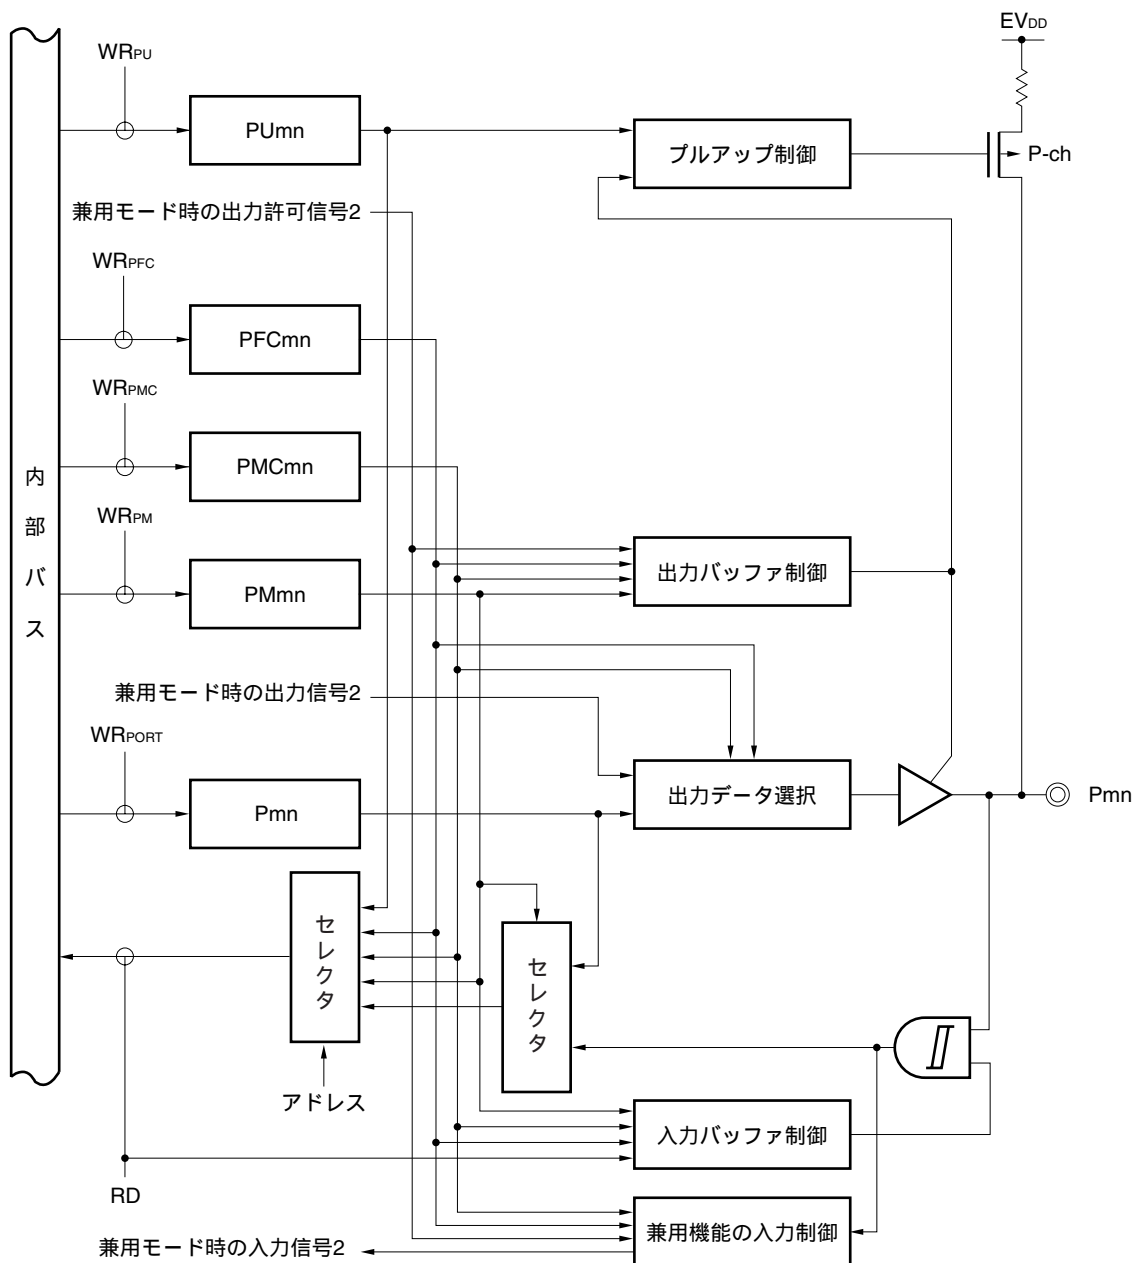 EVDD
WRPU
PUmn
プルアップ制御
P-ch
兼用モード時の出力許可信号2
WRPFC
PFCmn
WRPMC
PMCmn
内部バス
WRPM
PMmn
出力バッファ制御
兼用モード時の出力信号2
WRPORT
Pmn
出力データ選択
Pmn
セレクタ
セレクタ
アドレス
入力バッファ制御
RD
兼用機能の入力制御
兼用モード時の入力信号2